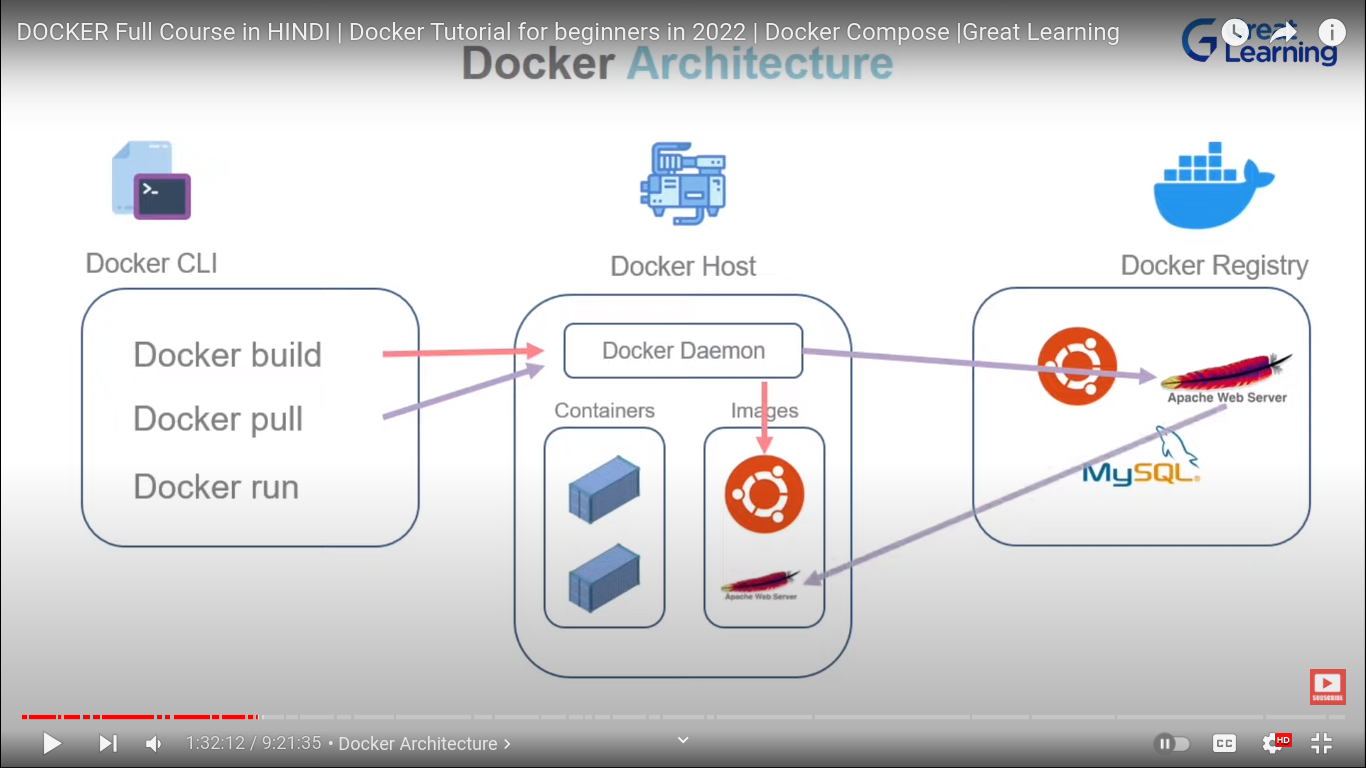 DOCKER Full Course in HINDI | Docker Tutorial for beginners in 2022 | Docker Compose |Great Learning
Great
Learning
Docker Architecture
>_
Docker CLI
Docker Host
Docker Registry
Docker build
Docker pull
Docker run
Docker Daemon
Containers
Images
Apache Web Server
Apache Web Server
MySQL
SUBSCRIBE
1:32:12 / 9:21:35 • Docker Architecture >
CC
HD